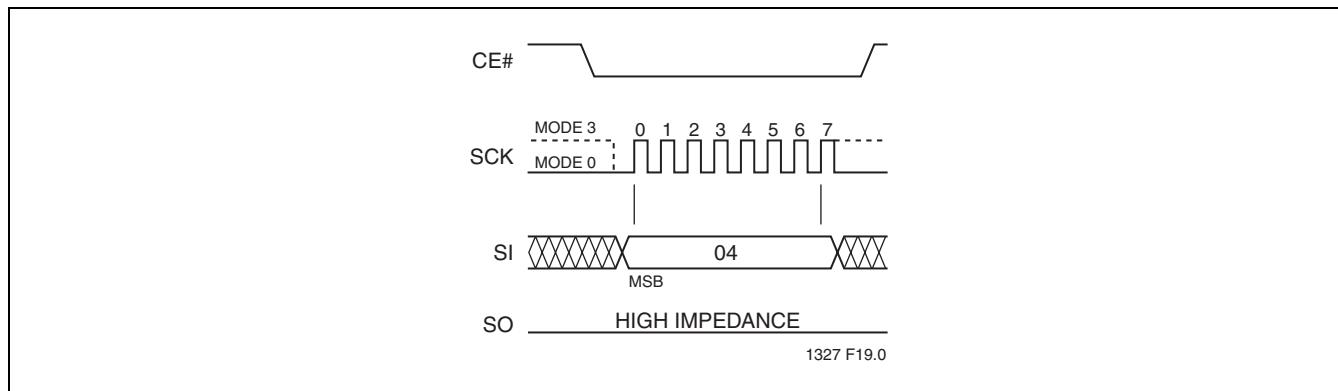 CE#
MODE 3
0 1 2 3 4 5 6 7
SCK
MODE 0
SI
04
MSB
SO
HIGH IMPEDANCE
1327 F19.0